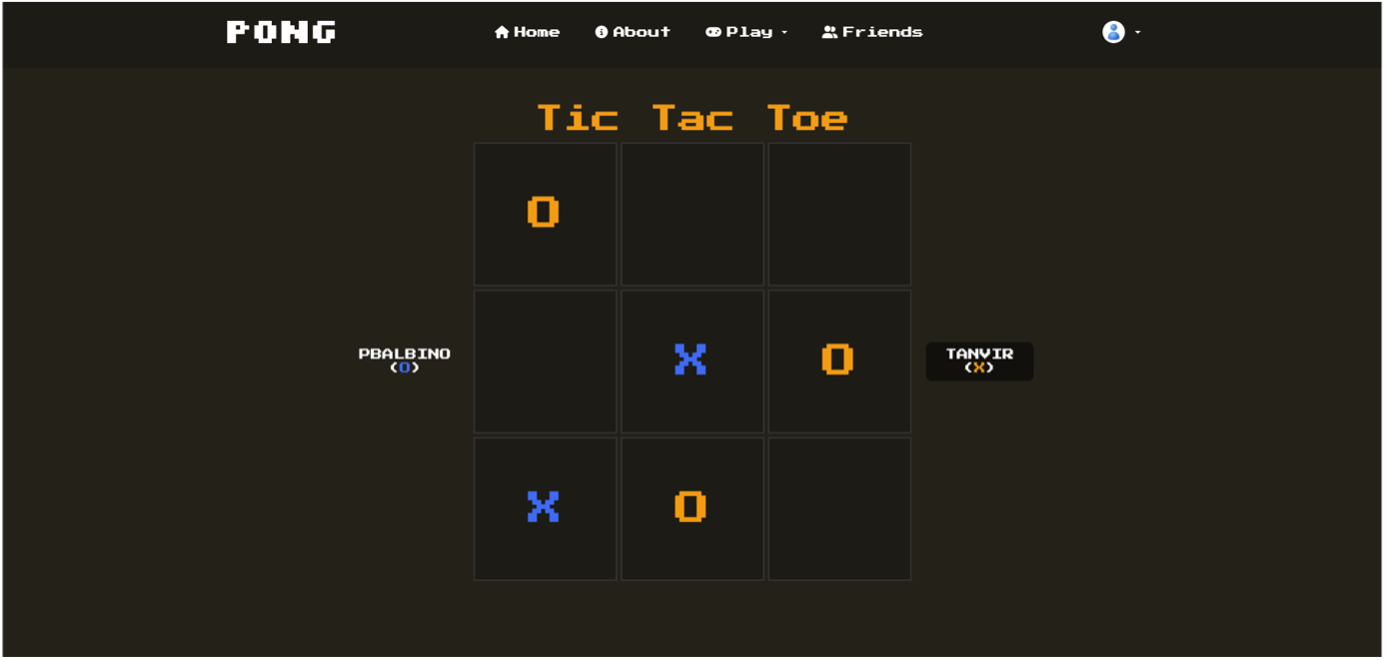 PONG Home About Play Friends
Tic Tac Toe
O
PBALBINO
(O)
X O
TANVIR
(X)
X O